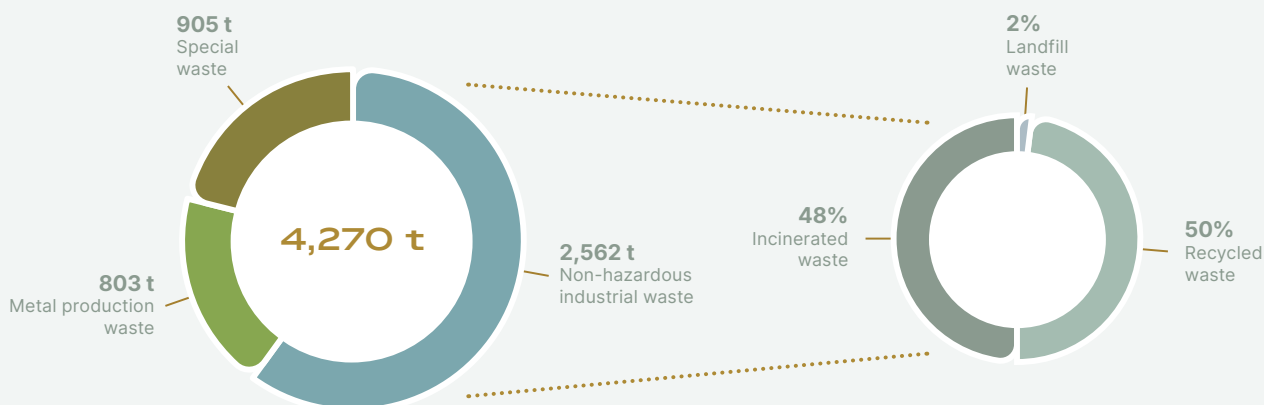 905 t
Special
waste
4,270 t
803 t
Metal production
waste
2,562 t
Non-hazardous
industrial waste
2%
Landfill
waste
48%
Incinerated
waste
50%
Recycled
waste